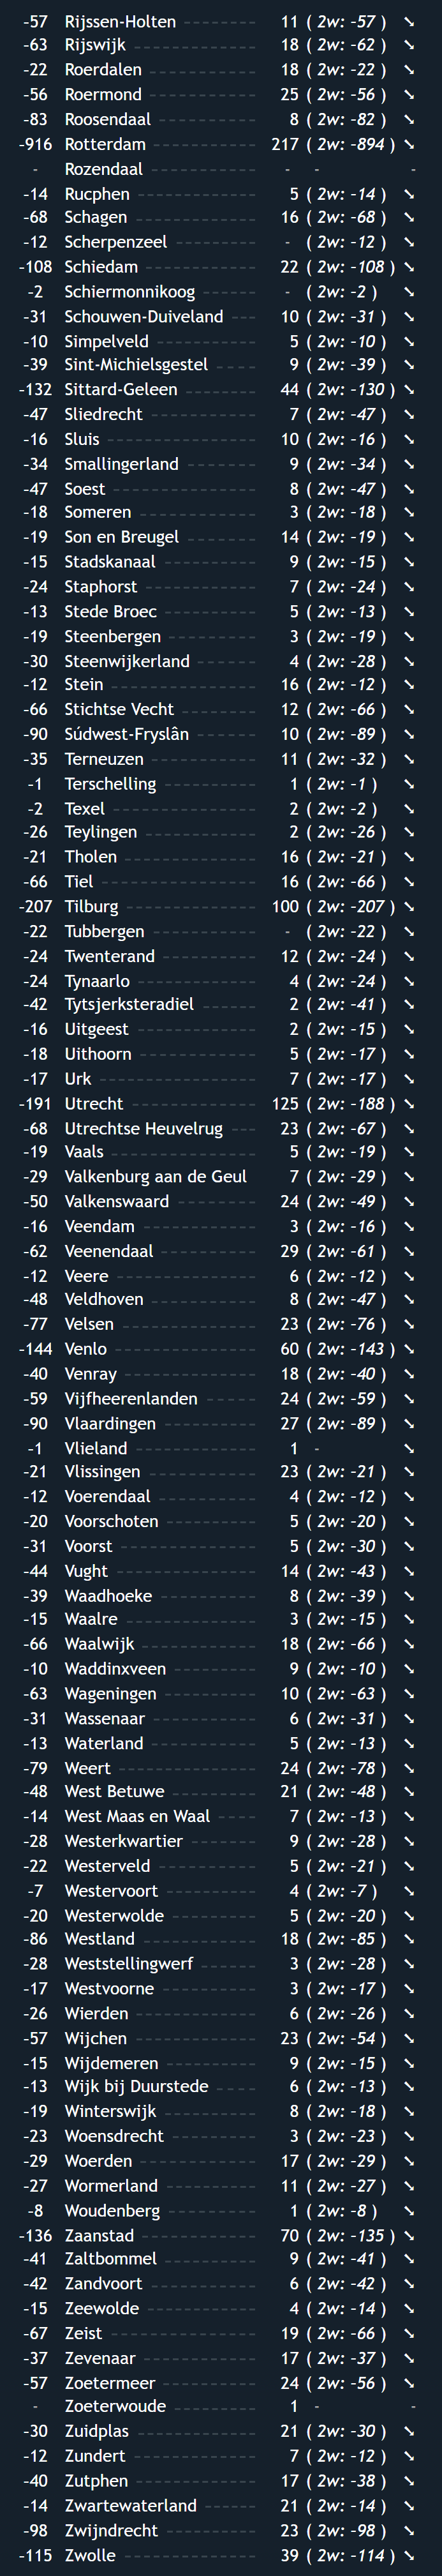 -57 Rijssen-Holten 11 ( 2w: -57 ) ↘
-63 Rijswijk 18 ( 2w: -62 ) ↘
-22 Roerdalen 18 ( 2w: -22 ) ↘
-56 Roermond 25 ( 2w: -56 ) ↘
-83 Roosendaal 8 ( 2w: -82 ) ↘
-916 Rotterdam 217 ( 2w: -894 ) ↘
- Rozendaal - - -
-14 Rucphen 5 ( 2w: -14 ) ↘
-68 Schagen 16 ( 2w: -68 ) ↘
-12 Scherpenzeel - ( 2w: -12 ) ↘
-108 Schiedam 22 ( 2w: -108 ) ↘
-2 Schiermonnikoog - ( 2w: -2 ) ↘
-31 Schouwen-Duiveland 10 ( 2w: -31 ) ↘
-10 Simpelveld 5 ( 2w: -10 ) ↘
-39 Sint-Michielsgestel 9 ( 2w: -39 ) ↘
-132 Sittard-Geleen 44 ( 2w: -130 ) ↘
-47 Sliedrecht 7 ( 2w: -47 ) ↘
-16 Sluis 10 ( 2w: -16 ) ↘
-34 Smallingerland 9 ( 2w: -34 ) ↘
-47 Soest 8 ( 2w: -47 ) ↘
-18 Someren 3 ( 2w: -18 ) ↘
-19 Son en Breugel 14 ( 2w: -19 ) ↘
-15 Stadskanaal 9 ( 2w: -15 ) ↘
-24 Staphorst 7 ( 2w: -24 ) ↘
-13 Stede Broec 5 ( 2w: -13 ) ↘
-19 Steenbergen 3 ( 2w: -19 ) ↘
-30 Steenwijkerland 4 ( 2w: -28 ) ↘
-12 Stein 16 ( 2w: -12 ) ↘
-66 Stichtse Vecht 12 ( 2w: -66 ) ↘
-90 Súdwest-Fryslân 10 ( 2w: -89 ) ↘
-35 Terneuzen 11 ( 2w: -32 ) ↘
-1 Terschelling 1 ( 2w: -1 ) ↘
-2 Texel 2 ( 2w: -2 ) ↘
-26 Teylingen 2 ( 2w: -26 ) ↘
-21 Tholen 16 ( 2w: -21 ) ↘
-66 Tiel 16 ( 2w: -66 ) ↘
-207 Tilburg 100 ( 2w: -207 ) ↘
-22 Tubbergen - ( 2w: -22 ) ↘
-24 Twenterand 12 ( 2w: -24 ) ↘
-24 Tynaarlo 4 ( 2w: -24 ) ↘
-42 Tytsjerksteradiel 2 ( 2w: -41 ) ↘
-16 Uitgeest 2 ( 2w: -15 ) ↘
-18 Uithoorn 5 ( 2w: -17 ) ↘
-17 Urk 7 ( 2w: -17 ) ↘
-191 Utrecht 125 ( 2w: -188 ) ↘
-68 Utrechtse Heuvelrug 23 ( 2w: -67 ) ↘
-19 Vaals 5 ( 2w: -19 ) ↘
-29 Valkenburg aan de Geul 7 ( 2w: -29 ) ↘
-50 Valkenswaard 24 ( 2w: -49 ) ↘
-16 Veendam 3 ( 2w: -16 ) ↘
-62 Veenendaal 29 ( 2w: -61 ) ↘
-12 Veere 6 ( 2w: -12 ) ↘
-48 Veldhoven 8 ( 2w: -47 ) ↘
-77 Velsen 23 ( 2w: -76 ) ↘
-144 Venlo 60 ( 2w: -143 ) ↘
-40 Venray 18 ( 2w: -40 ) ↘
-59 Vijfheerenlanden 24 ( 2w: -59 ) ↘
-90 Vlaardingen 27 ( 2w: -89 ) ↘
-1 Vlieland 1 - ↘
-21 Vlissingen 23 ( 2w: -21 ) ↘
-12 Voerendaal 4 ( 2w: -12 ) ↘
-20 Voorschoten 5 ( 2w: -20 ) ↘
-31 Voorst 5 ( 2w: -30 ) ↘
-44 Vught 14 ( 2w: -43 ) ↘
-39 Waadhoeke 8 ( 2w: -39 ) ↘
-15 Waalre 3 ( 2w: -15 ) ↘
-66 Waalwijk 18 ( 2w: -66 ) ↘
-10 Waddinxveen 9 ( 2w: -10 ) ↘
-63 Wageningen 10 ( 2w: -63 ) ↘
-31 Wassenaar 6 ( 2w: -31 ) ↘
-13 Waterland 5 ( 2w: -13 ) ↘
-79 Weert 24 ( 2w: -78 ) ↘
-48 West Betuwe 21 ( 2w: -48 ) ↘
-14 West Maas en Waal 7 ( 2w: -13 ) ↘
-28 Westerkwartier 9 ( 2w: -28 ) ↘
-22 Westerveld 5 ( 2w: -21 ) ↘
-7 Westervoort 4 ( 2w: -7 ) ↘
-20 Westerwolde 5 ( 2w: -20 ) ↘
-86 Westland 18 ( 2w: -85 ) ↘
-28 Weststellingwerf 3 ( 2w: -28 ) ↘
-17 Westvoorne 3 ( 2w: -17 ) ↘
-26 Wierden 6 ( 2w: -26 ) ↘
-57 Wijchen 23 ( 2w: -54 ) ↘
-15 Wijdemeren 9 ( 2w: -15 ) ↘
-13 Wijk bij Duurstede 6 ( 2w: -13 ) ↘
-19 Winterswijk 8 ( 2w: -18 ) ↘
-23 Woensdrecht 3 ( 2w: -23 ) ↘
-29 Woerden 17 ( 2w: -29 ) ↘
-27 Wormerland 11 ( 2w: -27 ) ↘
-8 Woudenberg 1 ( 2w: -8 ) ↘
-136 Zaanstad 70 ( 2w: -135 ) ↘
-41 Zaltbommel 9 ( 2w: -41 ) ↘
-42 Zandvoort 6 ( 2w: -42 ) ↘
-15 Zeewolde 4 ( 2w: -14 ) ↘
-67 Zeist 19 ( 2w: -66 ) ↘
-37 Zevenaar 17 ( 2w: -37 ) ↘
-57 Zoetermeer 24 ( 2w: -56 ) ↘
- Zoeterwoude 1 - -
-30 Zuidplas 21 ( 2w: -30 ) ↘
-12 Zundert 7 ( 2w: -12 ) ↘
-40 Zutphen 17 ( 2w: -38 ) ↘
-14 Zwartewaterland 21 ( 2w: -14 ) ↘
-98 Zwijndrecht 23 ( 2w: -98 ) ↘
-115 Zwolle 39 ( 2w: -114 ) ↘